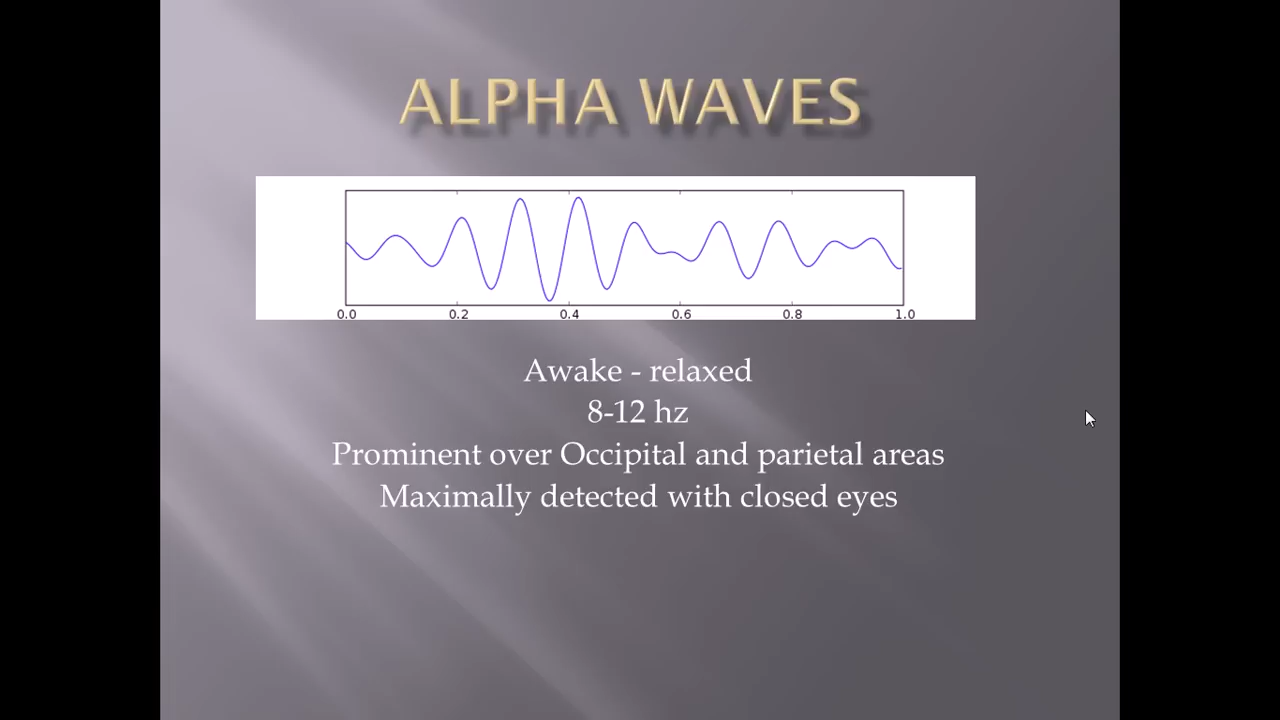 ALPHA WAVES
0.0 0.2 0.4 0.6 0.8 1.0
Awake - relaxed
8-12 hz
Prominent over Occipital and parietal areas
Maximally detected with closed eyes